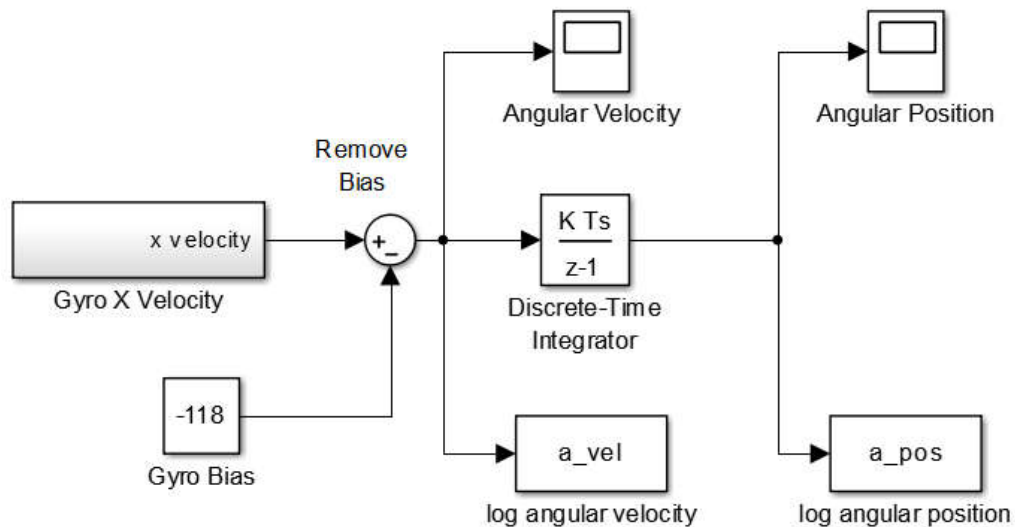 Angular Velocity
Angular Position
Remove
Bias
x velocity
+
−
K Ts
z-1
Gyro X Velocity
Discrete-Time
Integrator
-118
Gyro Bias
a_vel
a_pos
log angular velocity
log angular position